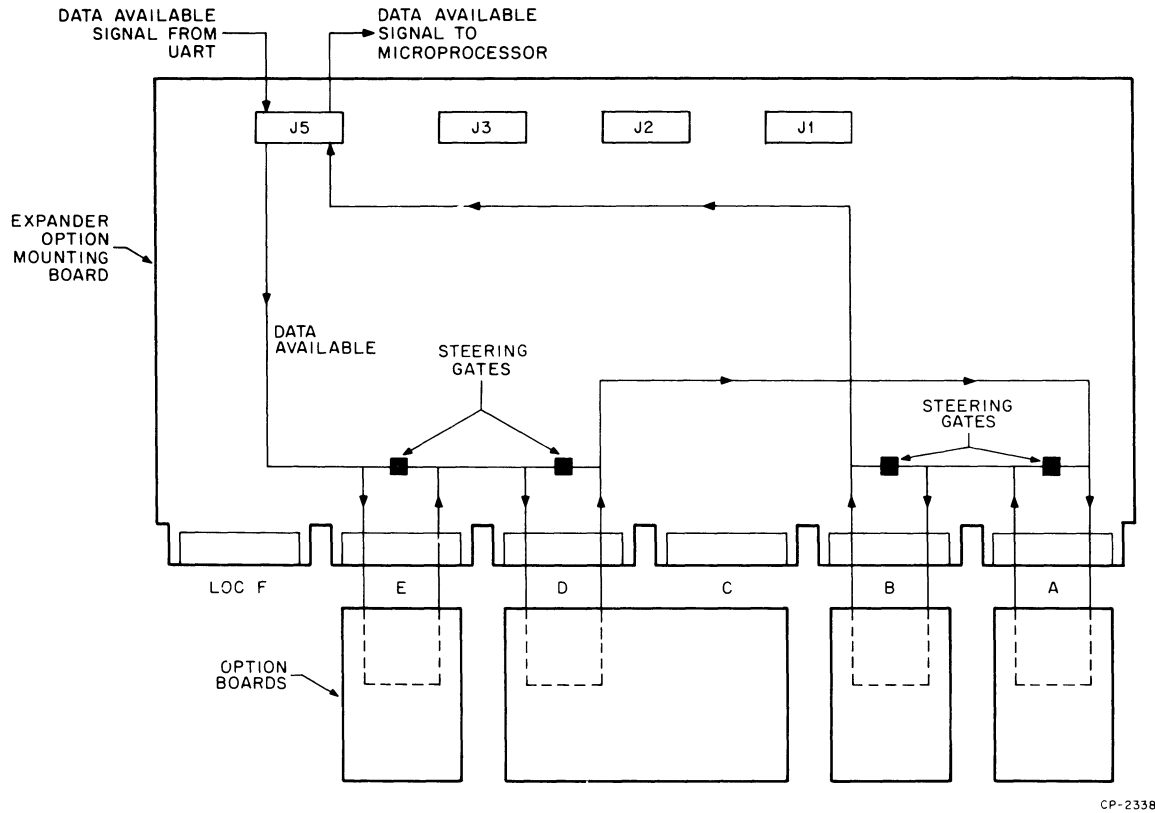 DATA AVAILABLE
SIGNAL FROM
UART
DATA AVAILABLE
SIGNAL TO
MICROPROCESSOR
J5
J3
J2
J1
EXPANDER
OPTION
MOUNTING
BOARD
DATA
AVAILABLE
STEERING
GATES
STEERING
GATES
LOC F
E
D
C
B
A
OPTION
BOARDS
CP-2338